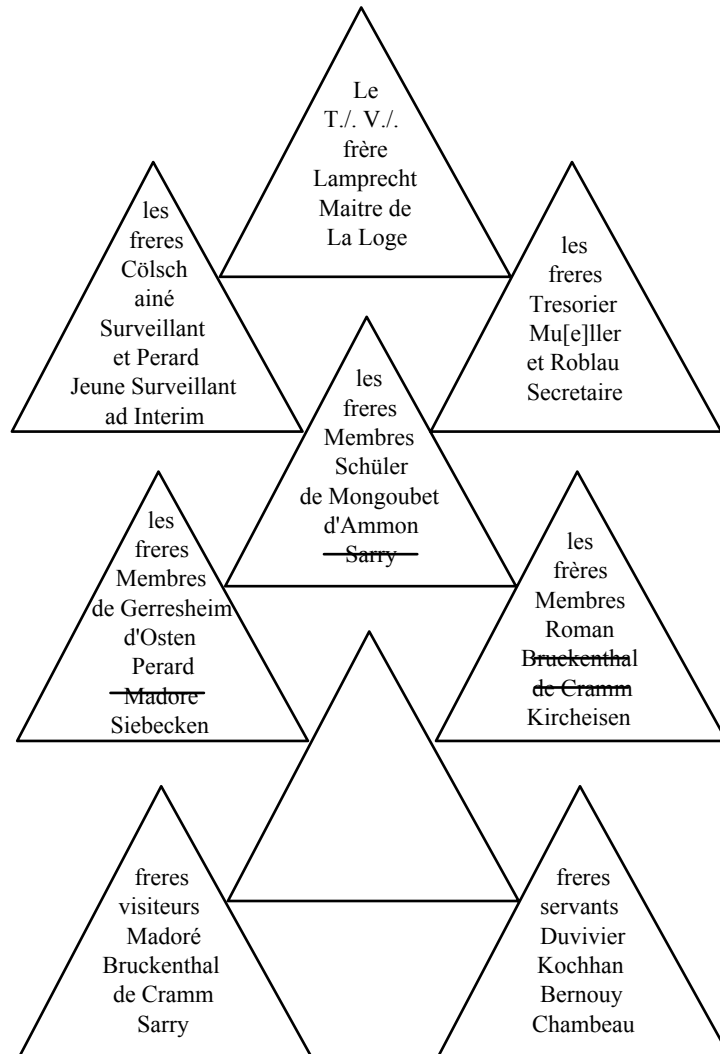 Le
T./. V./.
frère
Lamprecht
Maitre de
La Loge
les
freres
Cölsch
ainé
Surveillant
et Perard
Jeune Surveillant
ad Interim
les
freres
Tresorier
Mu[e]ller
et Roblau
Secretaire
les
freres
Membres
Schüler
de Mongoubet
d'Ammon
Sarry
les
freres
Membres
de Gerresheim
d'Osten
Perard
Madore
Siebecken
les
frères
Membres
Roman
Bruckenthal
de Cramm
Kircheisen
freres
visiteurs
Madoré
Bruckenthal
de Cramm
Sarry
freres
servants
Duvivier
Kochhan
Bernouy
Chambeau